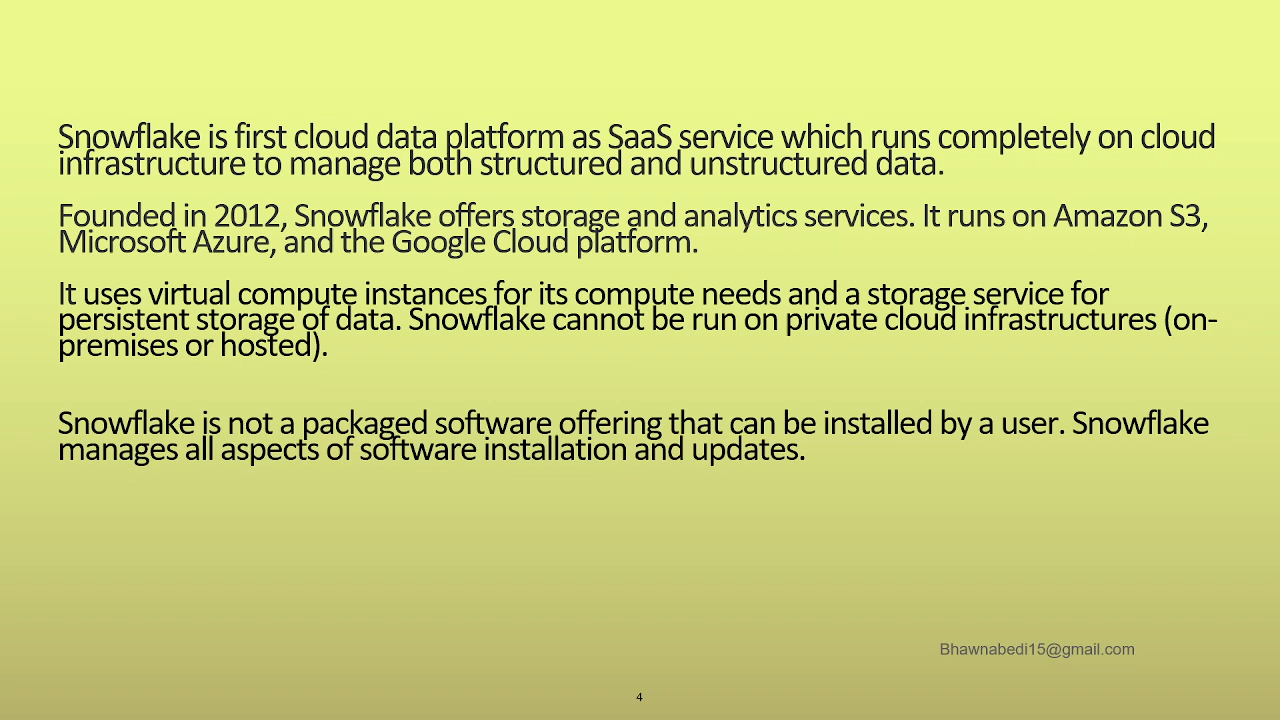 Snowflake is first cloud data platform as SaaS service which runs completely on cloud
infrastructure to manage both structured and unstructured data.
Founded in 2012, Snowflake offers storage and analytics services. It runs on Amazon S3,
Microsoft Azure, and the Google Cloud platform.
It uses virtual compute instances for its compute needs and a storage service for
persistent storage of data. Snowflake cannot be run on private cloud infrastructures (on-
premises or hosted).
Snowflake is not a packaged software offering that can be installed by a user. Snowflake
manages all aspects of software installation and updates.
Bhawnabedi15@gmail.com
4